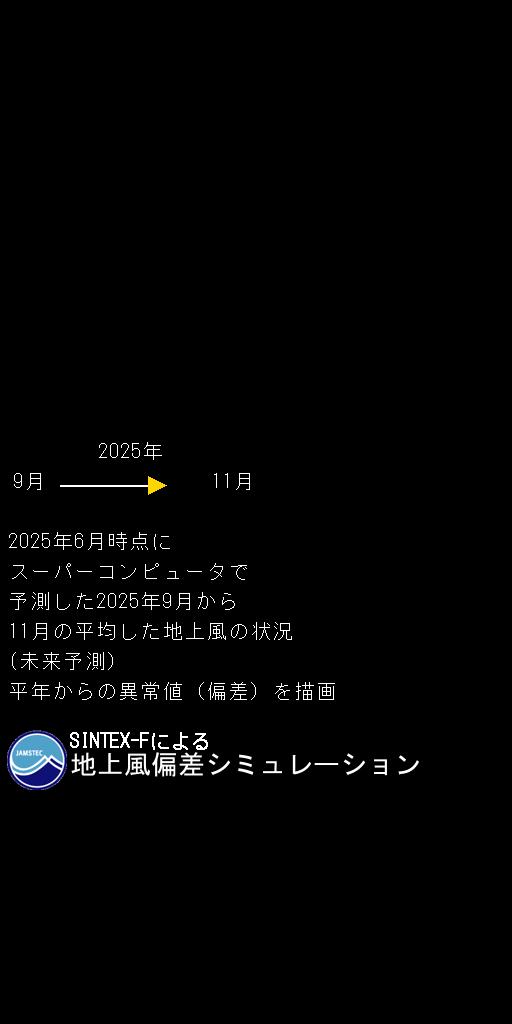 2025年
9月 11月
2025年6月時点に
スーパーコンピュータで
予測した2025年9月から
11月の平均した地上風の状況
(未来予測)
平年からの異常値（偏差）を描画
SINTEX-Fによる
JAMSTEC
地上風偏差シミュレーション